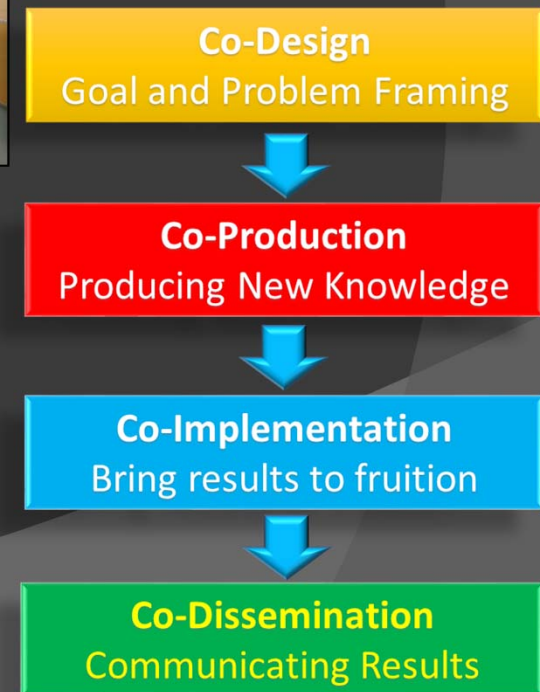 Co-Design
Goal and Problem Framing
Co-Production
Producing New Knowledge
Co-Implementation
Bring results to fruition
Co-Dissemination
Communicating Results